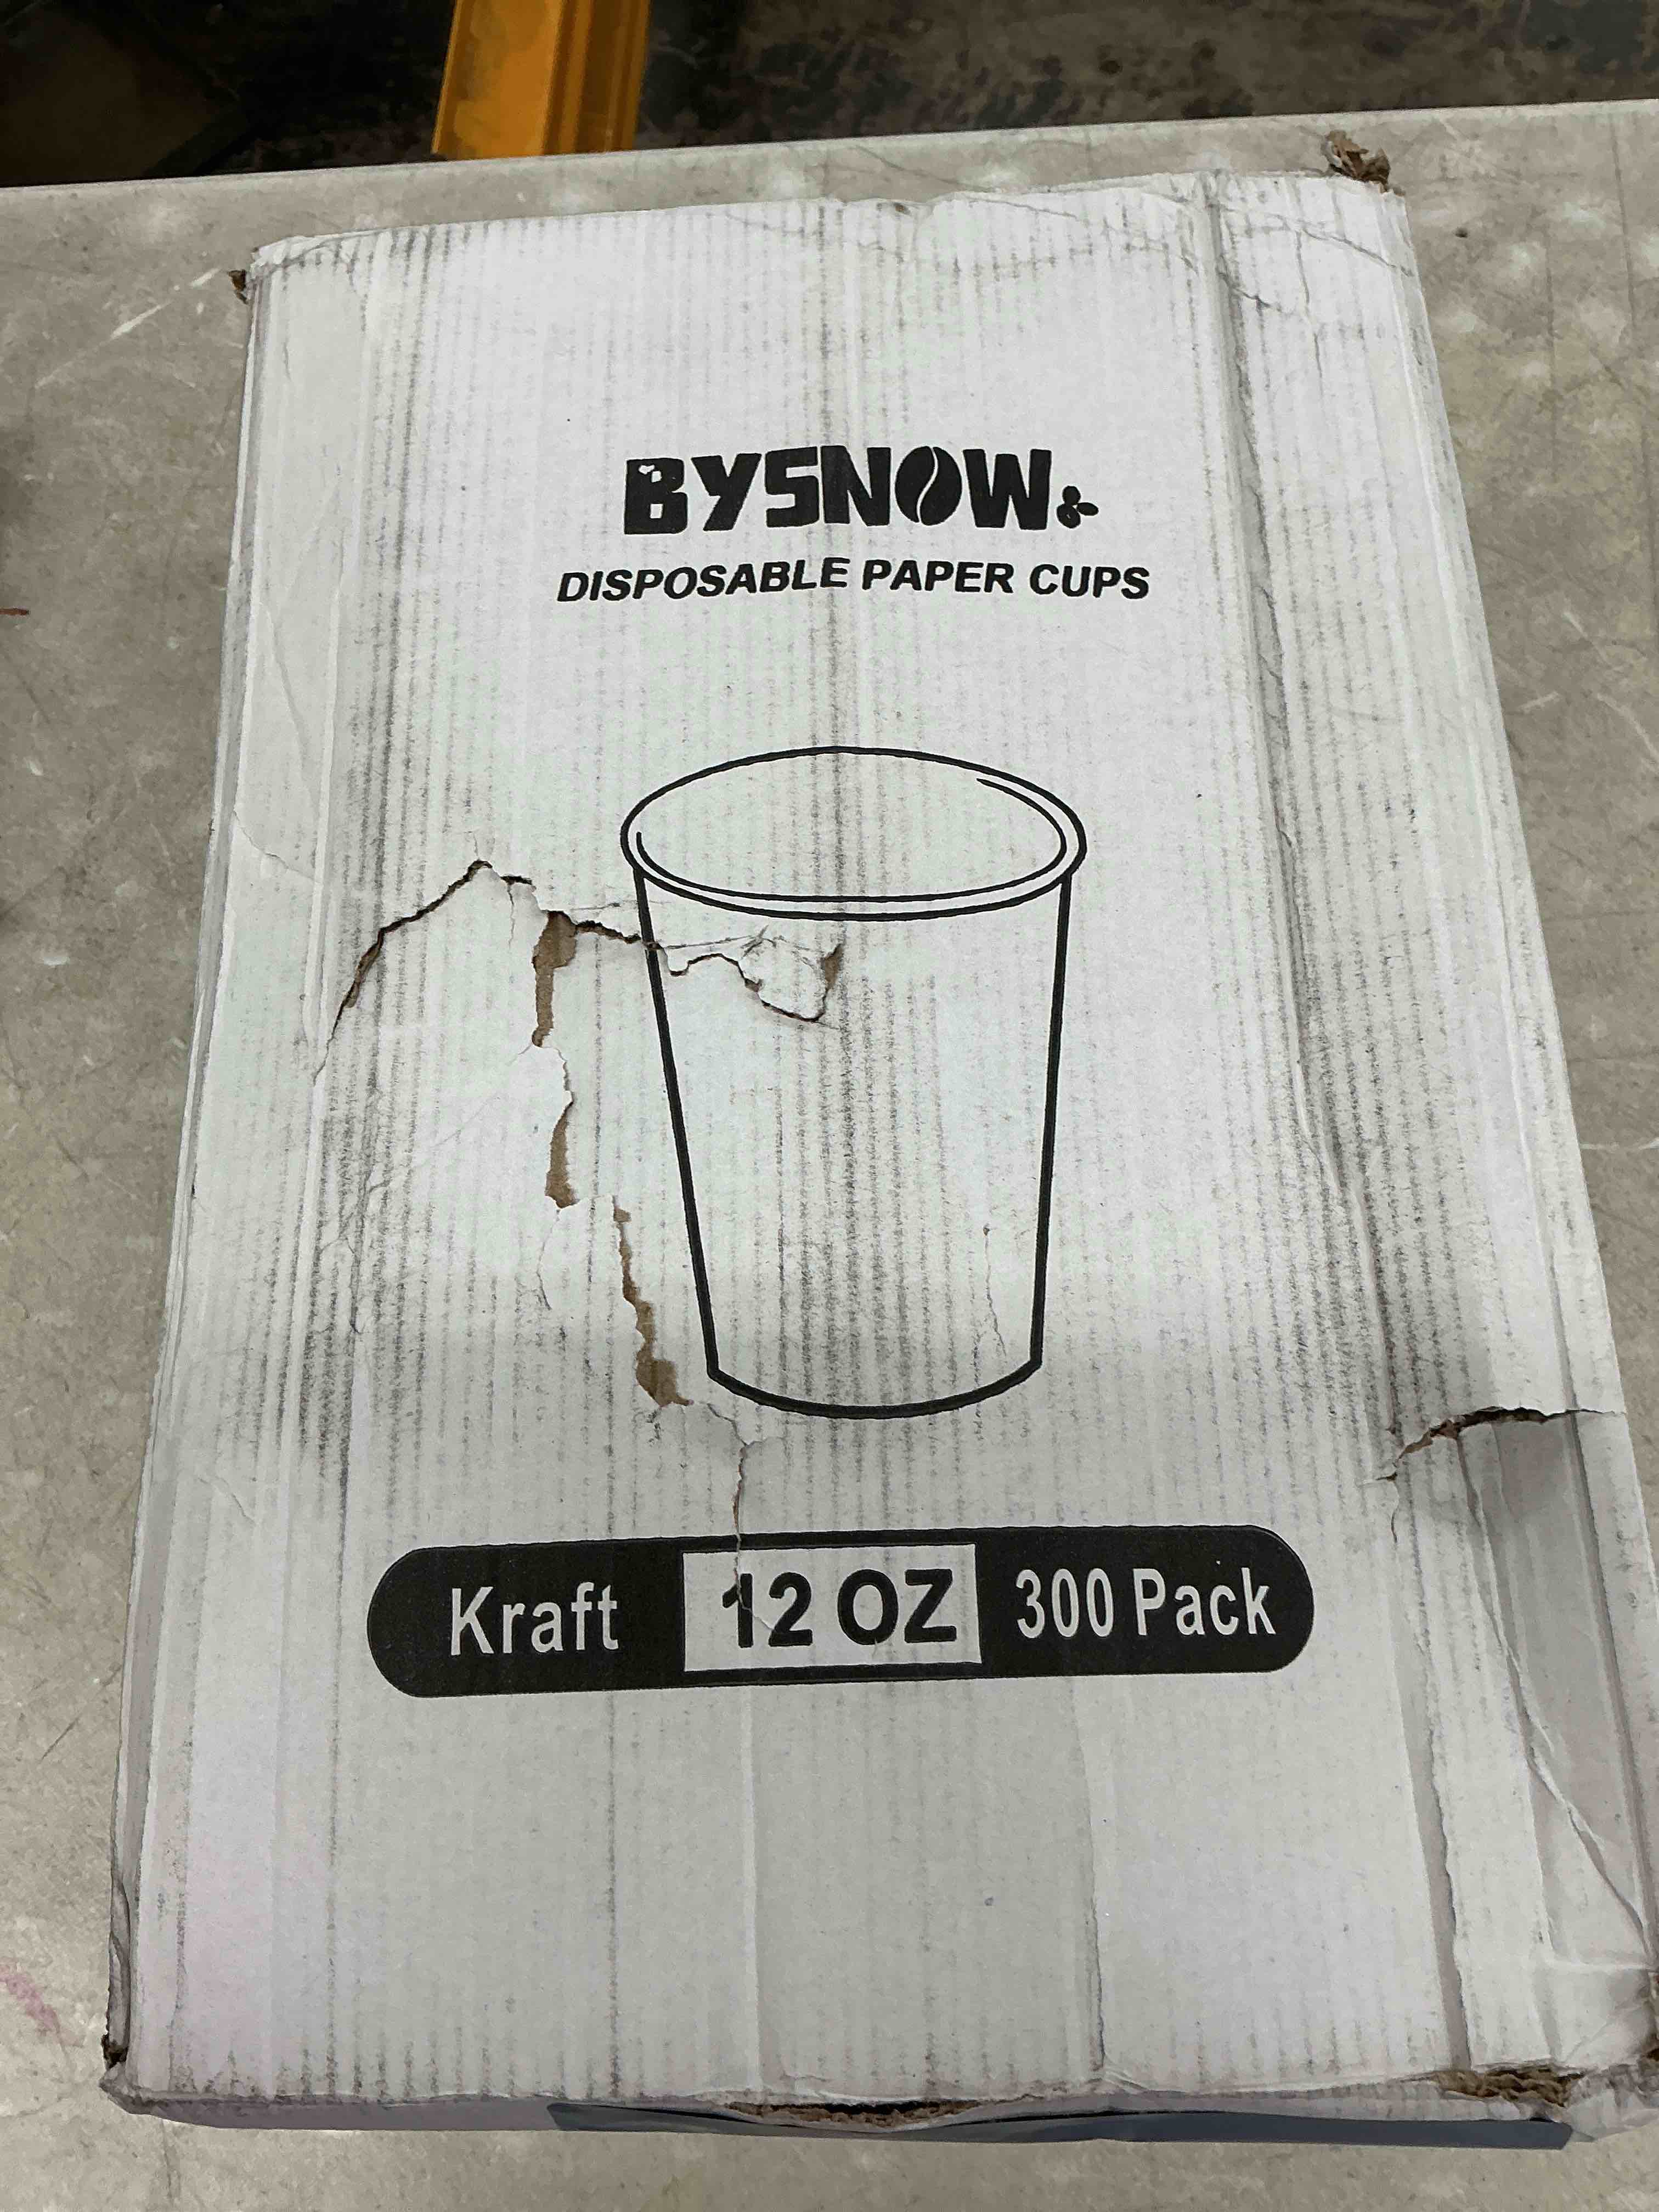 BYSNOW
DISPOSABLE PAPER CUPS
Kraft 12 OZ 300 Pack